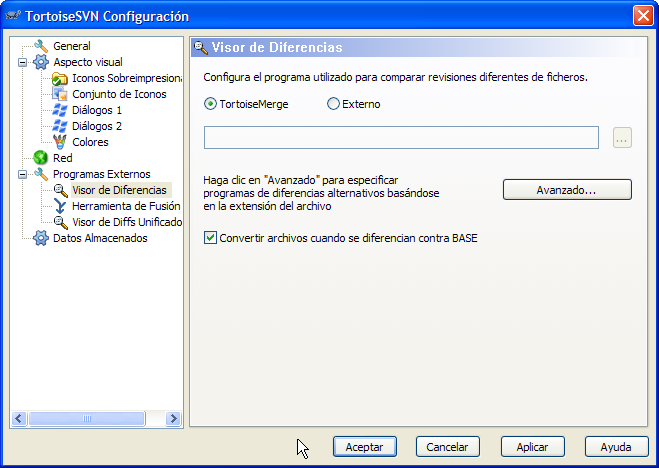 TortoiseSVN Configuración
General
Aspecto visual
Iconos Sobreimpresiona
Conjunto de Iconos
Diálogos 1
Diálogos 2
Colores
Red
Programas Externos
Visor de Diferencias
Herramienta de Fusión
Visor de Diffs Unificado
Datos Almacenados
Visor de Diferencias
Configura el programa utilizado para comparar revisiones diferentes de ficheros.
TortoiseMerge Externo
...
Haga clic en "Avanzado" para especificar
programas de diferencias alternativos basándose
en la extensión del archivo
Avanzado...
Convertir archivos cuando se diferencian contra BASE
Aceptar Cancelar Aplicar Ayuda